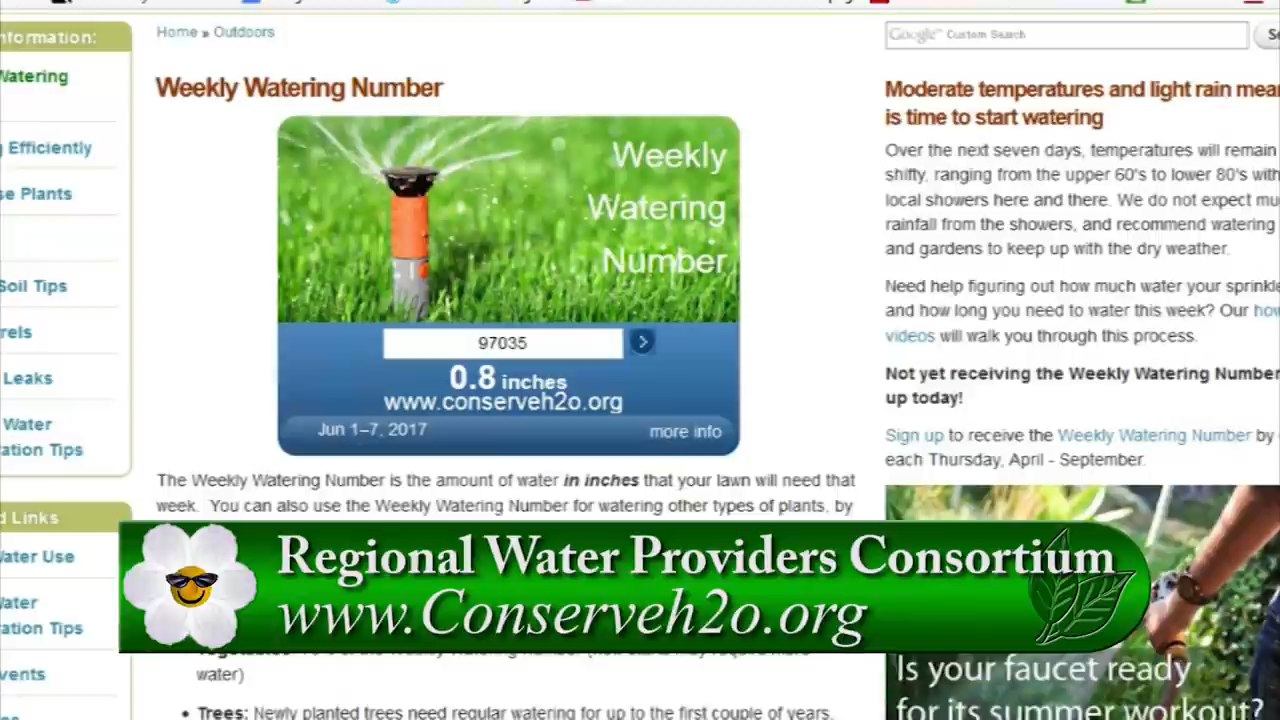 nformation:
Watering
Efficiently
se Plants
Soil Tips
rels
Leaks
Water
ation Tips
d Links
Water Use
ater
ation Tips
vents
Home » Outdoors
Weekly Watering Number
Weekly
Watering
Number
97035
0.8 inches
www.conserveh2o.org
Jun 1–7, 2017
more info
The Weekly Watering Number is the amount of water in inches that your lawn will need that
week. You can also use the Weekly Watering Number for watering other types of plants, by
water)
• Trees: Newly planted trees need regular watering for up to the first couple of years.
Google™ Custom Search
Se
Moderate temperatures and light rain mea
is time to start watering
Over the next seven days, temperatures will remain
shifty, ranging from the upper 60's to lower 80's with
local showers here and there. We do not expect mu
rainfall from the showers, and recommend watering
and gardens to keep up with the dry weather.
Need help figuring out how much water your sprinkle
and how long you need to water this week? Our how
videos will walk you through this process.
Not yet receiving the Weekly Watering Number
up today!
Sign up to receive the Weekly Watering Number by
each Thursday, April - September.
Is your faucet ready
for its summer workout?
Regional Water Providers Consortium
www.Conserveh2o.org